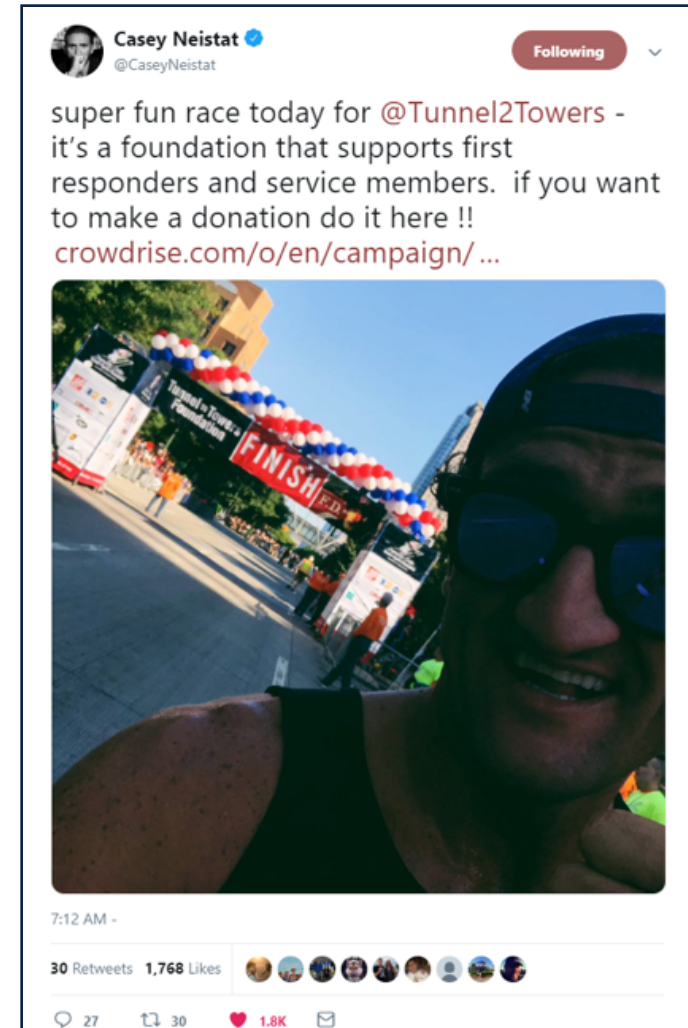 Casey Neistat
@CaseyNeistat
Following
super fun race today for @Tunnel2Towers -
it’s a foundation that supports first
responders and service members.  if you want
to make a donation do it here !!
crowdrise.com/o/en/campaign/ ...
Tunnel to Towers
Foundation
FINISH
F.D.
7:12 AM -
30 Retweets 1,768 Likes
27 30 1.8K